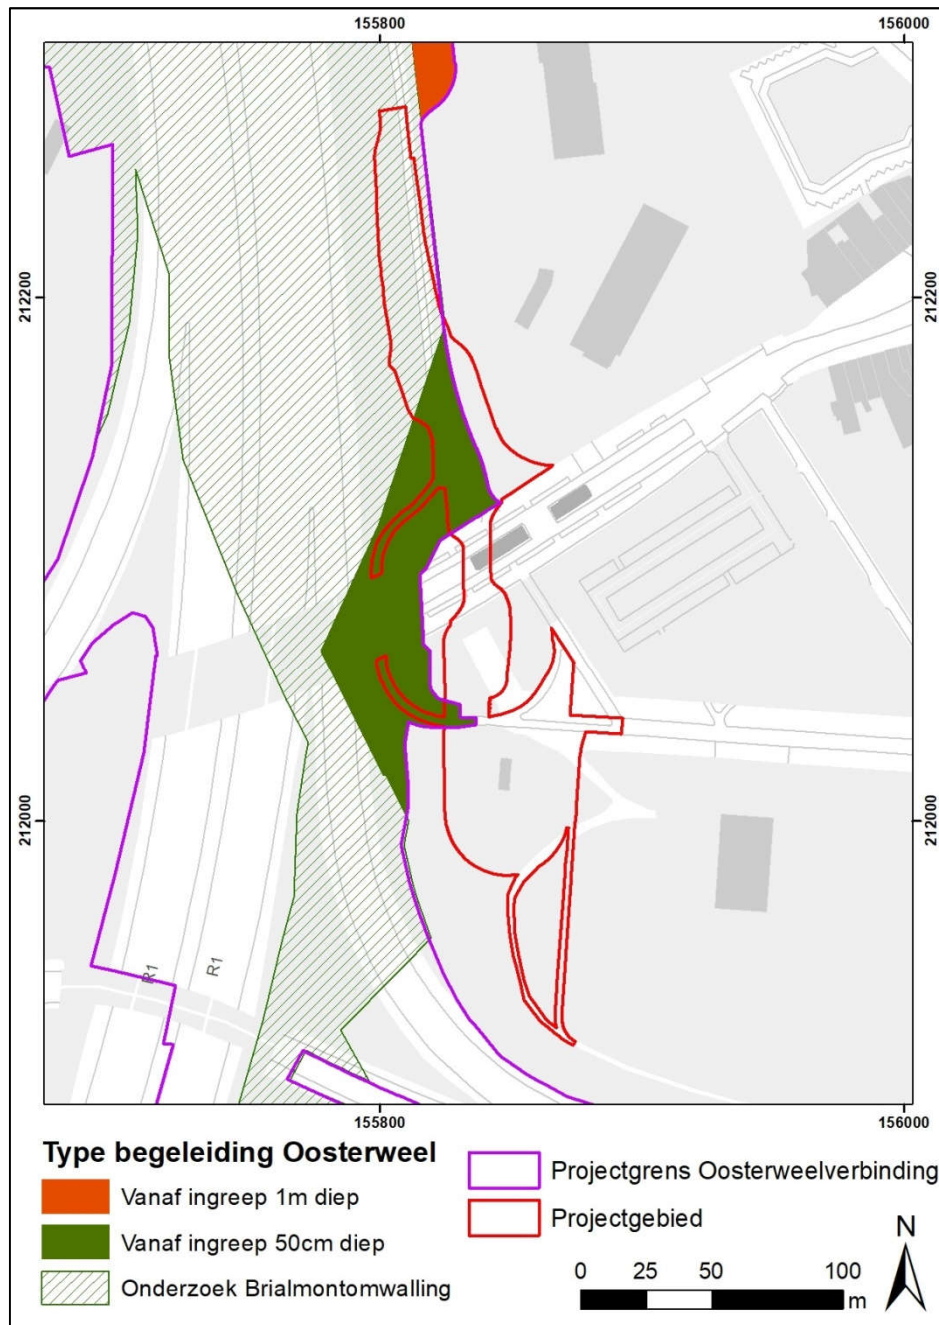 155800
156000
212200
212200
212000
212000
R1
R1
155800
156000
Type begeleiding Oosterweel
Vanaf ingreep 1m diep
Vanaf ingreep 50cm diep
Onderzoek Brialmontomwalling
Projectgrens Oosterweelverbinding
Projectgebied
N
0 25 50 100
m